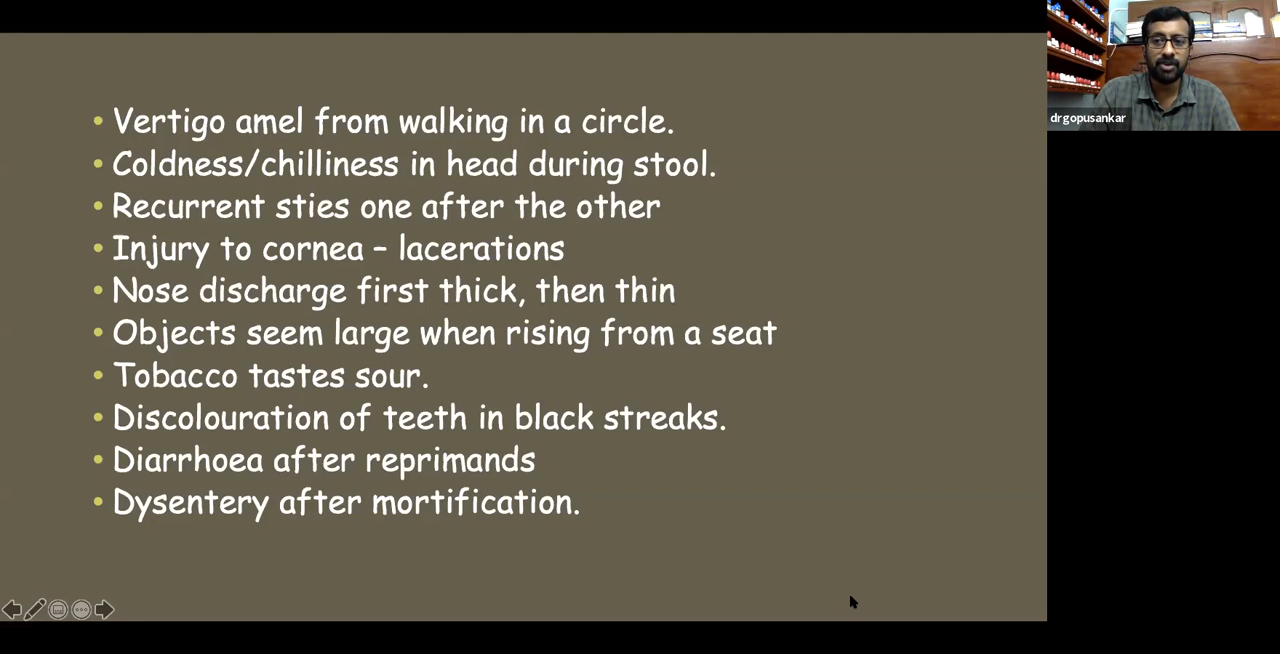 • Vertigo amel from walking in a circle.
• Coldness/chilliness in head during stool.
• Recurrent sties one after the other
• Injury to cornea – lacerations
• Nose discharge first thick, then thin
• Objects seem large when rising from a seat
• Tobacco tastes sour.
• Discolouration of teeth in black streaks.
• Diarrhoea after reprimands
• Dysentery after mortification.
drgopusankar